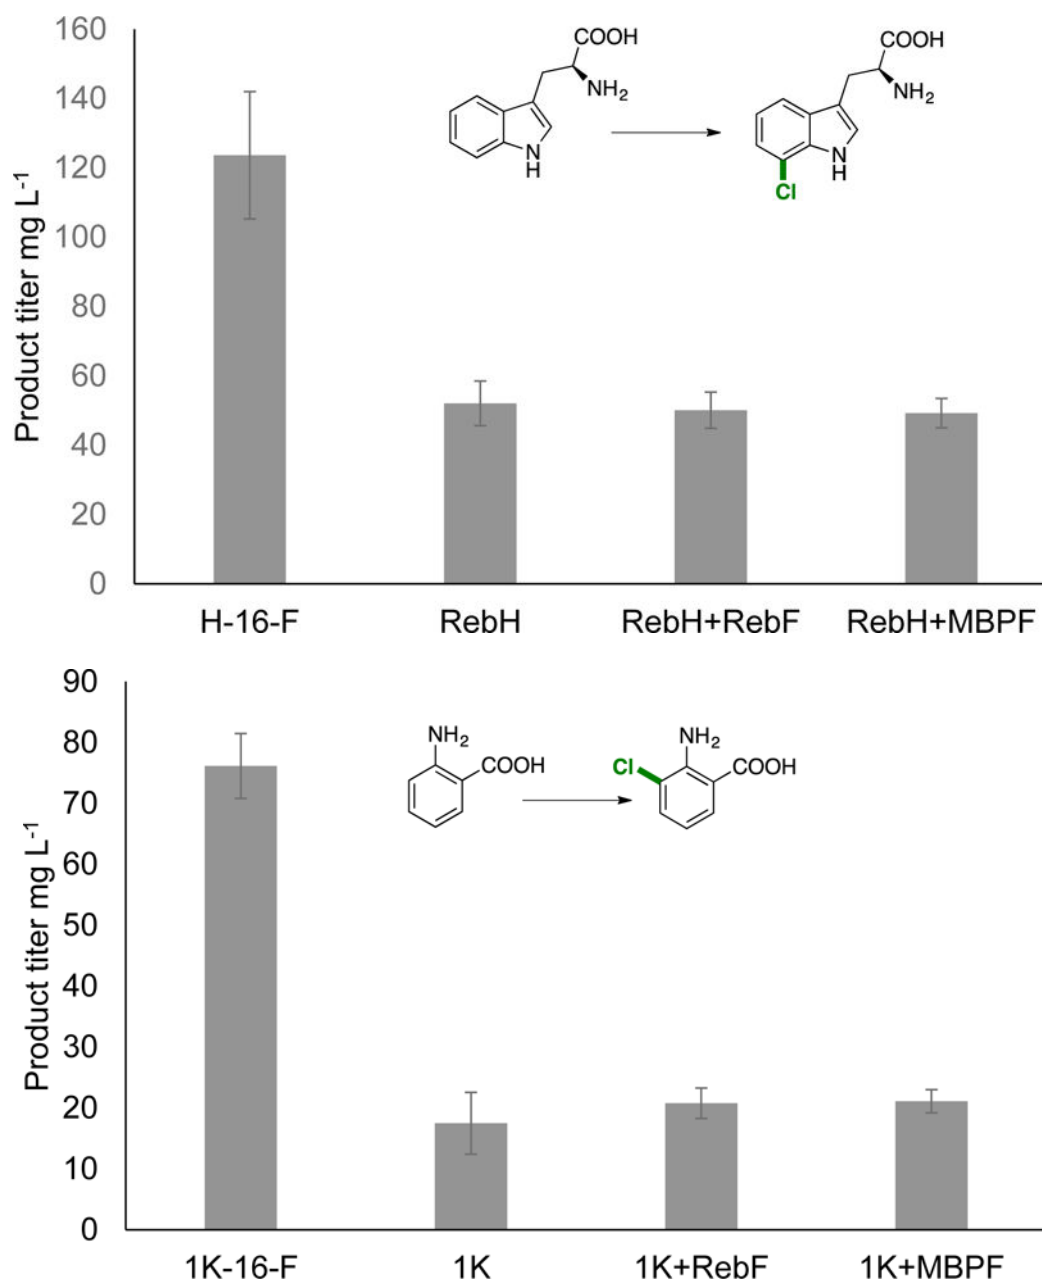 Product titer mg L⁻¹
160
140
120
100
80
60
40
20
0
COOH
NH₂
N
H
COOH
NH₂
N
H
Cl
H-16-F RebH RebH+RebF RebH+MBPF
Product titer mg L⁻¹
90
80
70
60
50
40
30
20
10
0
NH₂
COOH
Cl
NH₂
COOH
1K-16-F 1K 1K+RebF 1K+MBPF